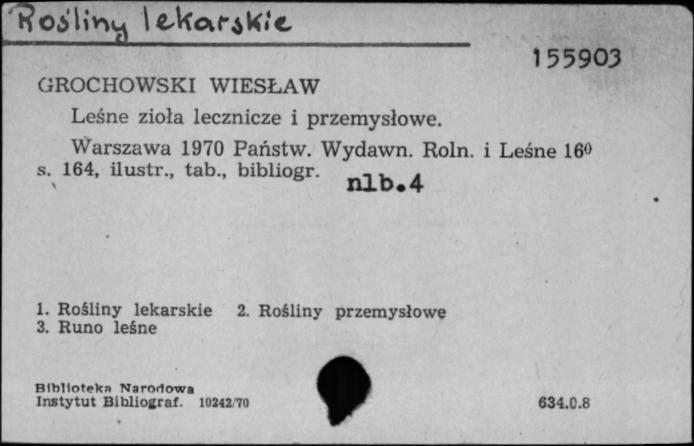 Rośliny lekarskie
155903
GROCHOWSKI WIESŁAW
Leśne zioła lecznicze i przemysłowe.
Warszawa 1970 Państw. Wydawn. Roln. i Leśne 16⁰
s. 164, ilustr., tab., bibliogr. nlb.4
1. Rośliny lekarskie 2. Rośliny przemysłowe
3. Runo leśne
Biblioteka Narodowa
Instytut Bibliograf. 10242/70 634.0.8